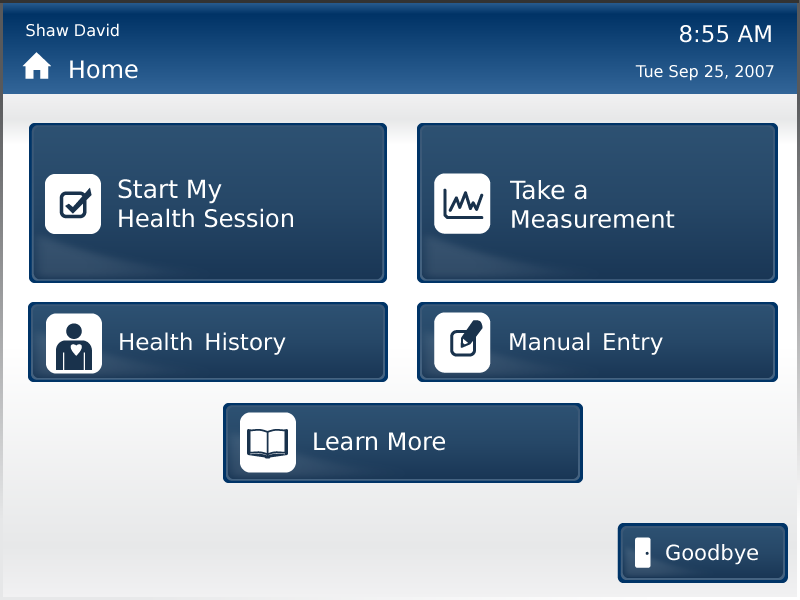 Shaw David
8:55 AM
Home
Tue Sep 25, 2007
Start My
Health Session
Take a
Measurement
Health History
Manual Entry
Learn More
Goodbye